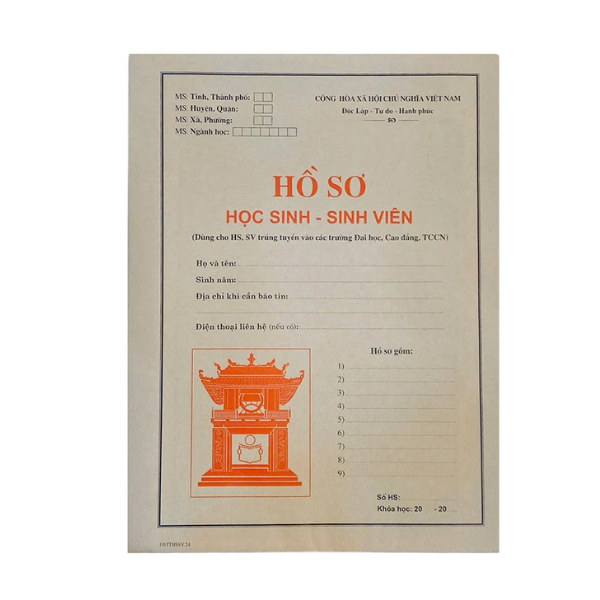 MS: Tỉnh, Thành phố:
MS: Huyện, Quận:
MS: Xã, Phường:
MS: Ngành học:
CỘNG HÒA XÃ HỘI CHỦ NGHĨA VIỆT NAM
Độc Lập - Tự do - Hạnh phúc
HỒ SƠ
HỌC SINH - SINH VIÊN
(Dùng cho HS, SV trúng tuyển vào các trường Đại học, Cao đẳng, TCCN)
Họ và tên:
Sinh năm:
Địa chỉ khi cần báo tin:
Điện thoại liên hệ (nếu có):
Hồ sơ gồm:
1)
2)
3)
4)
5)
6)
7)
8)
9)
Số HS:
Khóa học: 20 - 20